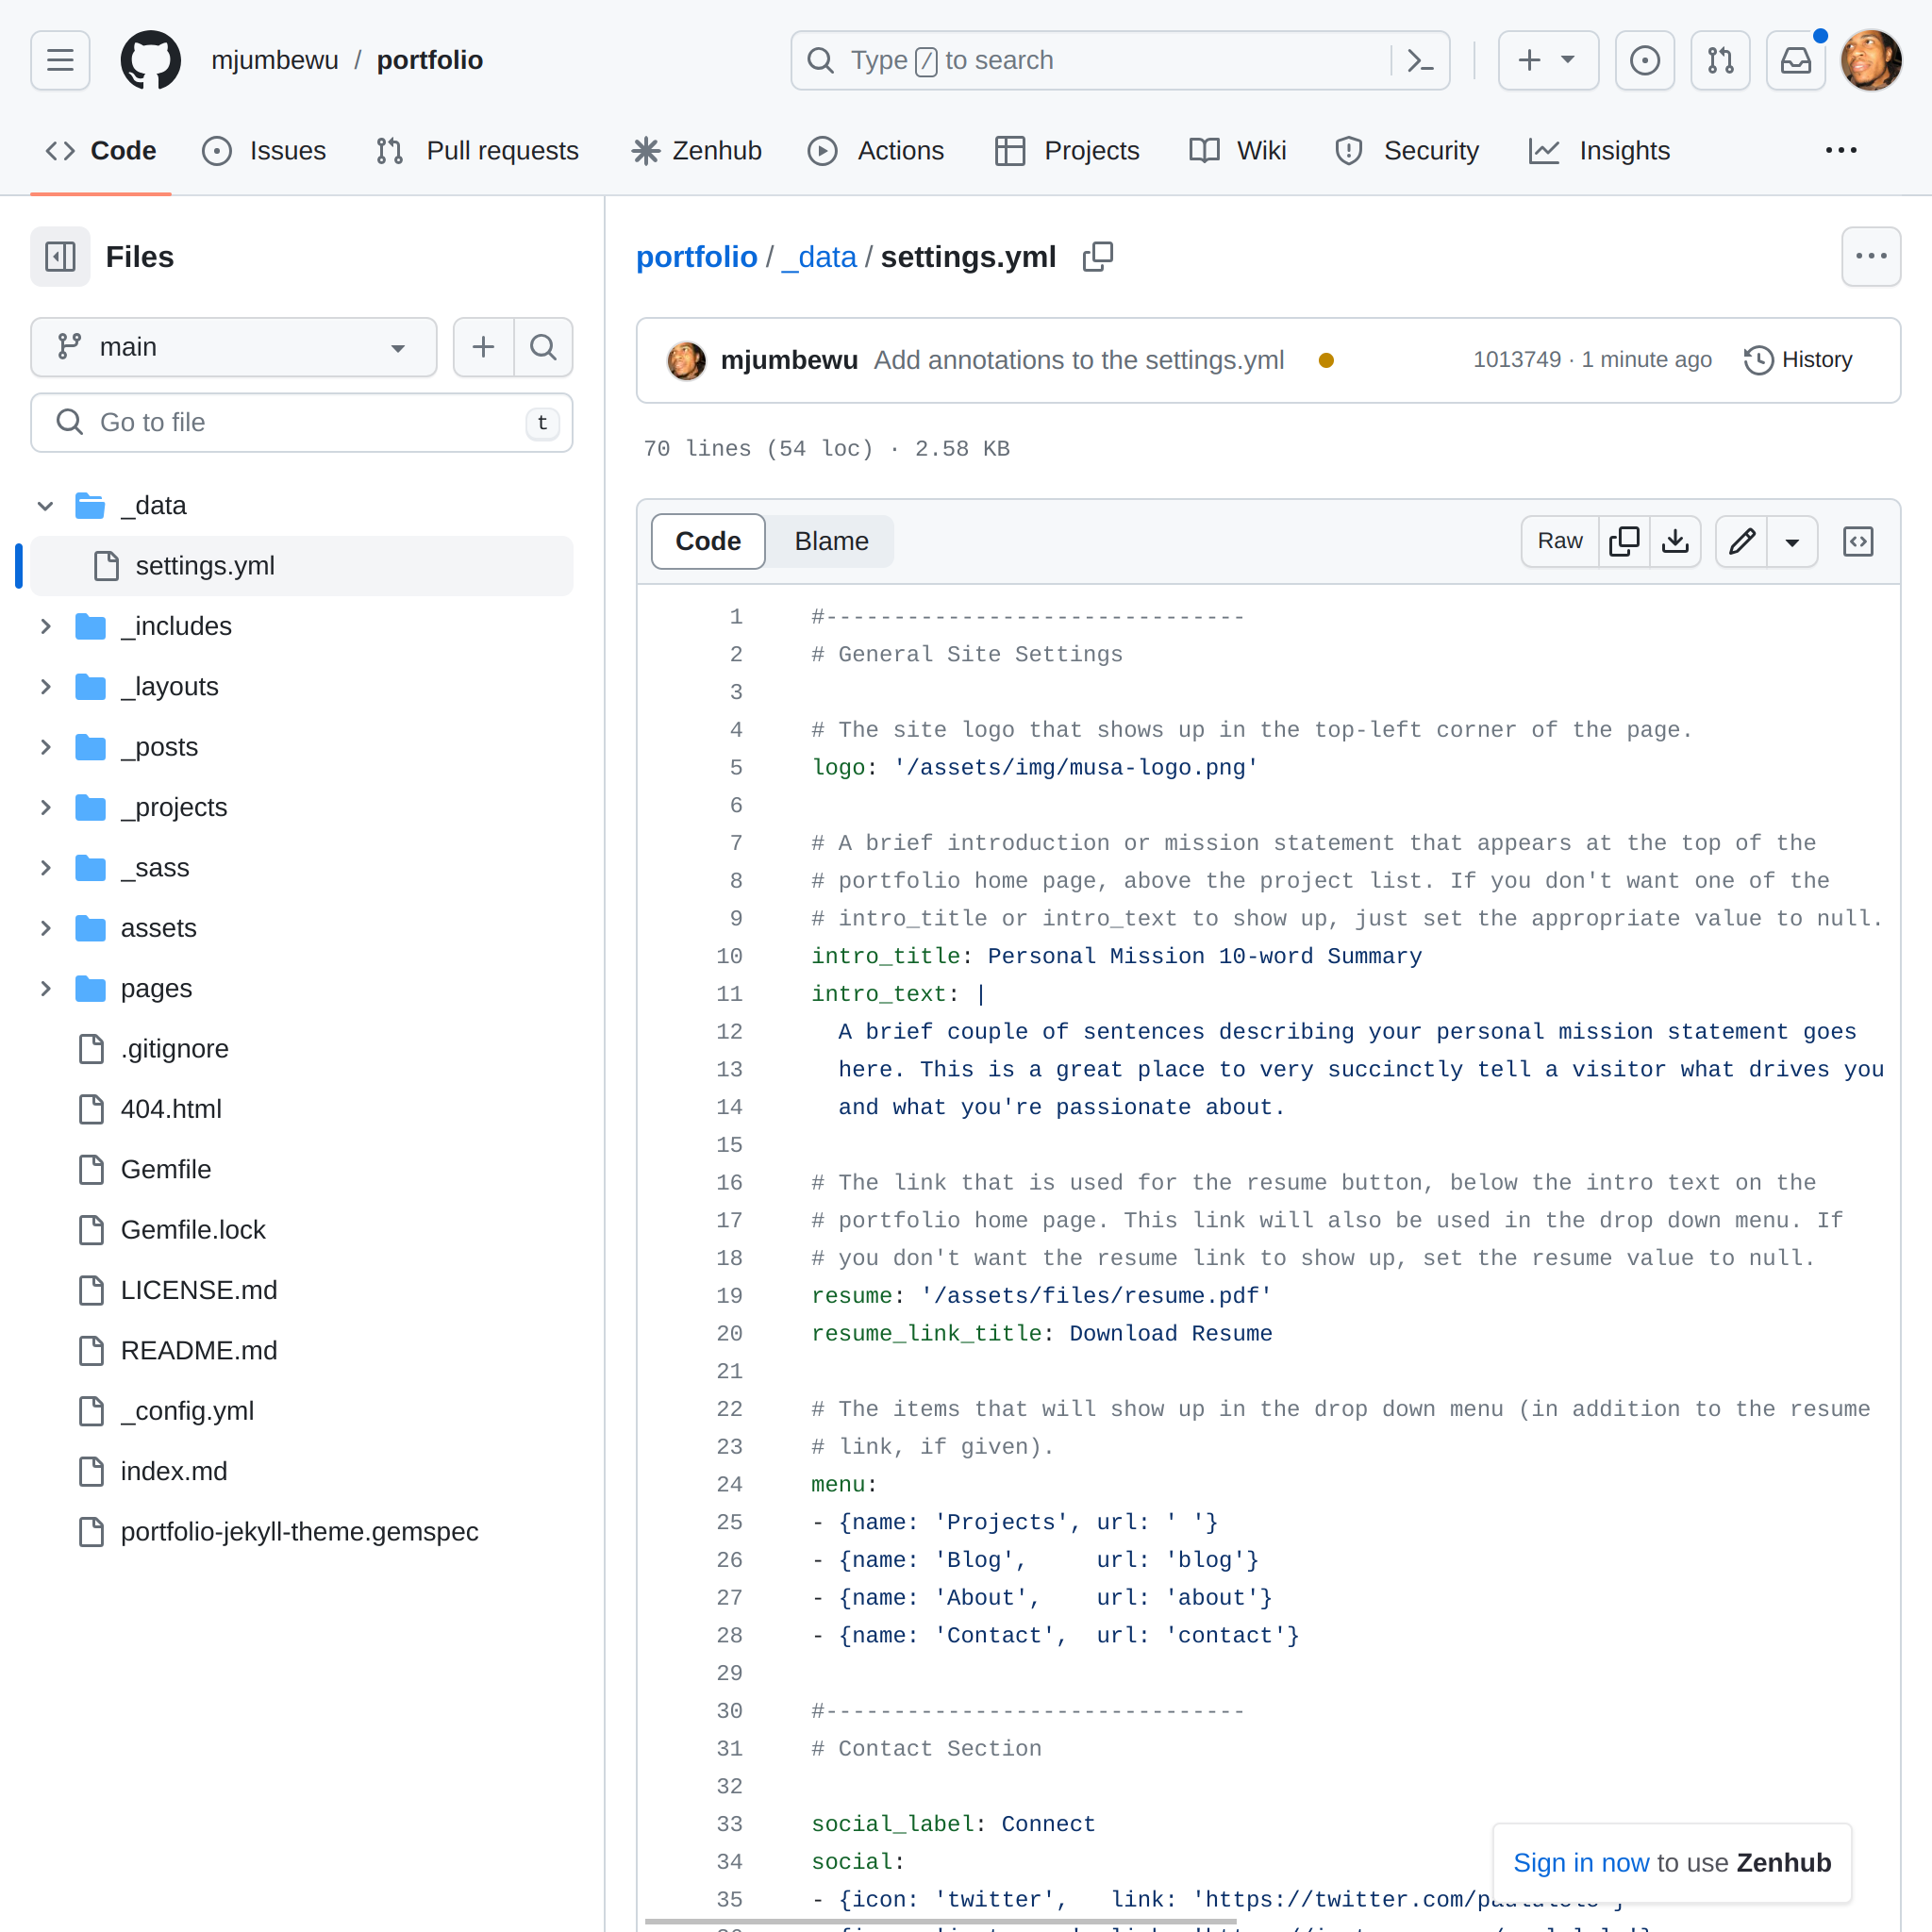 mjumbewu / portfolio
Type / to search
Code
Issues
Pull requests
Zenhub
Actions
Projects
Wiki
Security
Insights
Files
main
Go to file
t
_data
settings.yml
_includes
_layouts
_posts
_projects
_sass
assets
pages
.gitignore
404.html
Gemfile
Gemfile.lock
LICENSE.md
README.md
_config.yml
index.md
portfolio-jekyll-theme.gemspec
portfolio / _data / settings.yml
mjumbewu Add annotations to the settings.yml
1013749 · 1 minute ago
History
70 lines (54 loc) · 2.58 KB
Code
Blame
Raw
1 #-------------------------------
2 # General Site Settings
3
4 # The site logo that shows up in the top-left corner of the page.
5 logo: '/assets/img/musa-logo.png'
6
7 # A brief introduction or mission statement that appears at the top of the
8 # portfolio home page, above the project list. If you don't want one of the
9 # intro_title or intro_text to show up, just set the appropriate value to null.
10 intro_title: Personal Mission 10-word Summary
11 intro_text: |
12 A brief couple of sentences describing your personal mission statement goes
13 here. This is a great place to very succinctly tell a visitor what drives you
14 and what you're passionate about.
15
16 # The link that is used for the resume button, below the intro text on the
17 # portfolio home page. This link will also be used in the drop down menu. If
18 # you don't want the resume link to show up, set the resume value to null.
19 resume: '/assets/files/resume.pdf'
20 resume_link_title: Download Resume
21
22 # The items that will show up in the drop down menu (in addition to the resume
23 # link, if given).
24 menu:
25 - {name: 'Projects', url: ' '}
26 - {name: 'Blog', url: 'blog'}
27 - {name: 'About', url: 'about'}
28 - {name: 'Contact', url: 'contact'}
29
30 #-------------------------------
31 # Contact Section
32
33 social_label: Connect
34 social:
35 - {icon: 'twitter', link: 'https://twitter.com/
Sign in now to use Zenhub